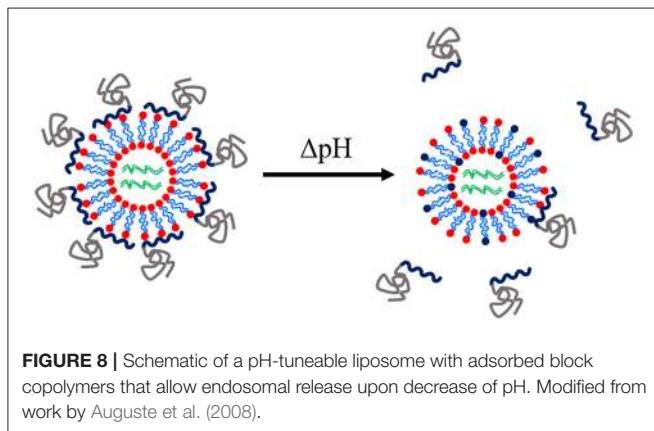 ΔpH
FIGURE 8 | Schematic of a pH-tuneable liposome with adsorbed block
copolymers that allow endosomal release upon decrease of pH. Modified from
work by Auguste et al. (2008).